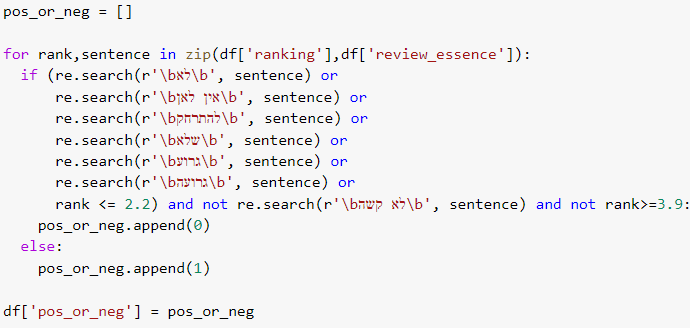 pos_or_neg = []
for rank,sentence in zip(df['ranking'],df['review_essence']):
if (re.search(r'\bלא\b', sentence) or
re.search(r'\bאין לאן\b', sentence) or
re.search(r'\bלהתרחק\b', sentence) or
re.search(r'\bשלא\b', sentence) or
re.search(r'\bגרוע\b', sentence) or
re.search(r'\bגרועה\b', sentence) or
rank <= 2.2) and not re.search(r'\bלא קשה\b', sentence) and not rank>=3.9:
pos_or_neg.append(0)
else:
pos_or_neg.append(1)
df['pos_or_neg'] = pos_or_neg